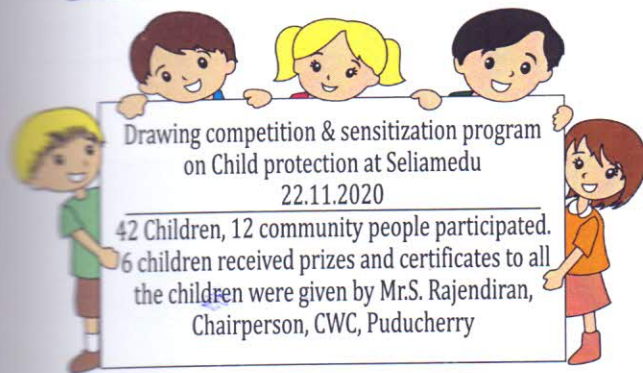 Drawing competition & sensitization program
on Child protection at Seliamedu
22.11.2020
42 Children, 12 community people participated.
6 children received prizes and certificates to all
the children were given by Mr.S. Rajendiran,
Chairperson, CWC, Puducherry